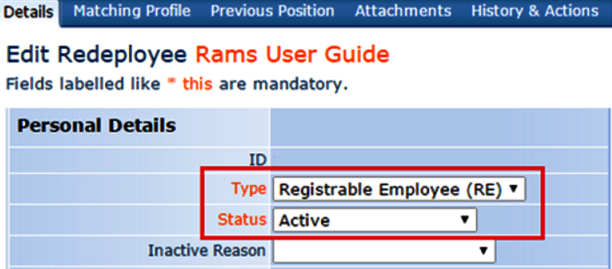 Details Matching Profile Previous Position Attachments History & Actions
Edit Redeployee Rams User Guide
Fields labelled like * this are mandatory.
Personal Details
ID
Type Registrable Employee (RE)
Status Active
Inactive Reason